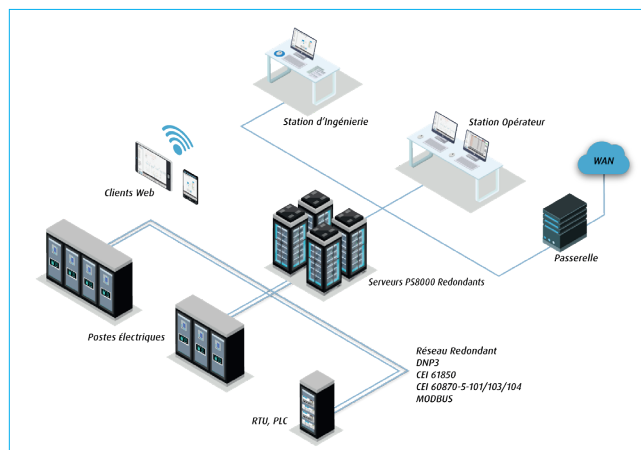 Station d'Ingénierie
Station Opérateur
WAN
Clients Web
Passerelle
Serveurs PS8000 Redondants
Postes électriques
Réseau Redondant
DNP3
CEI 61850
CEI 60870-5-101/103/104
MODBUS
RTU, PLC